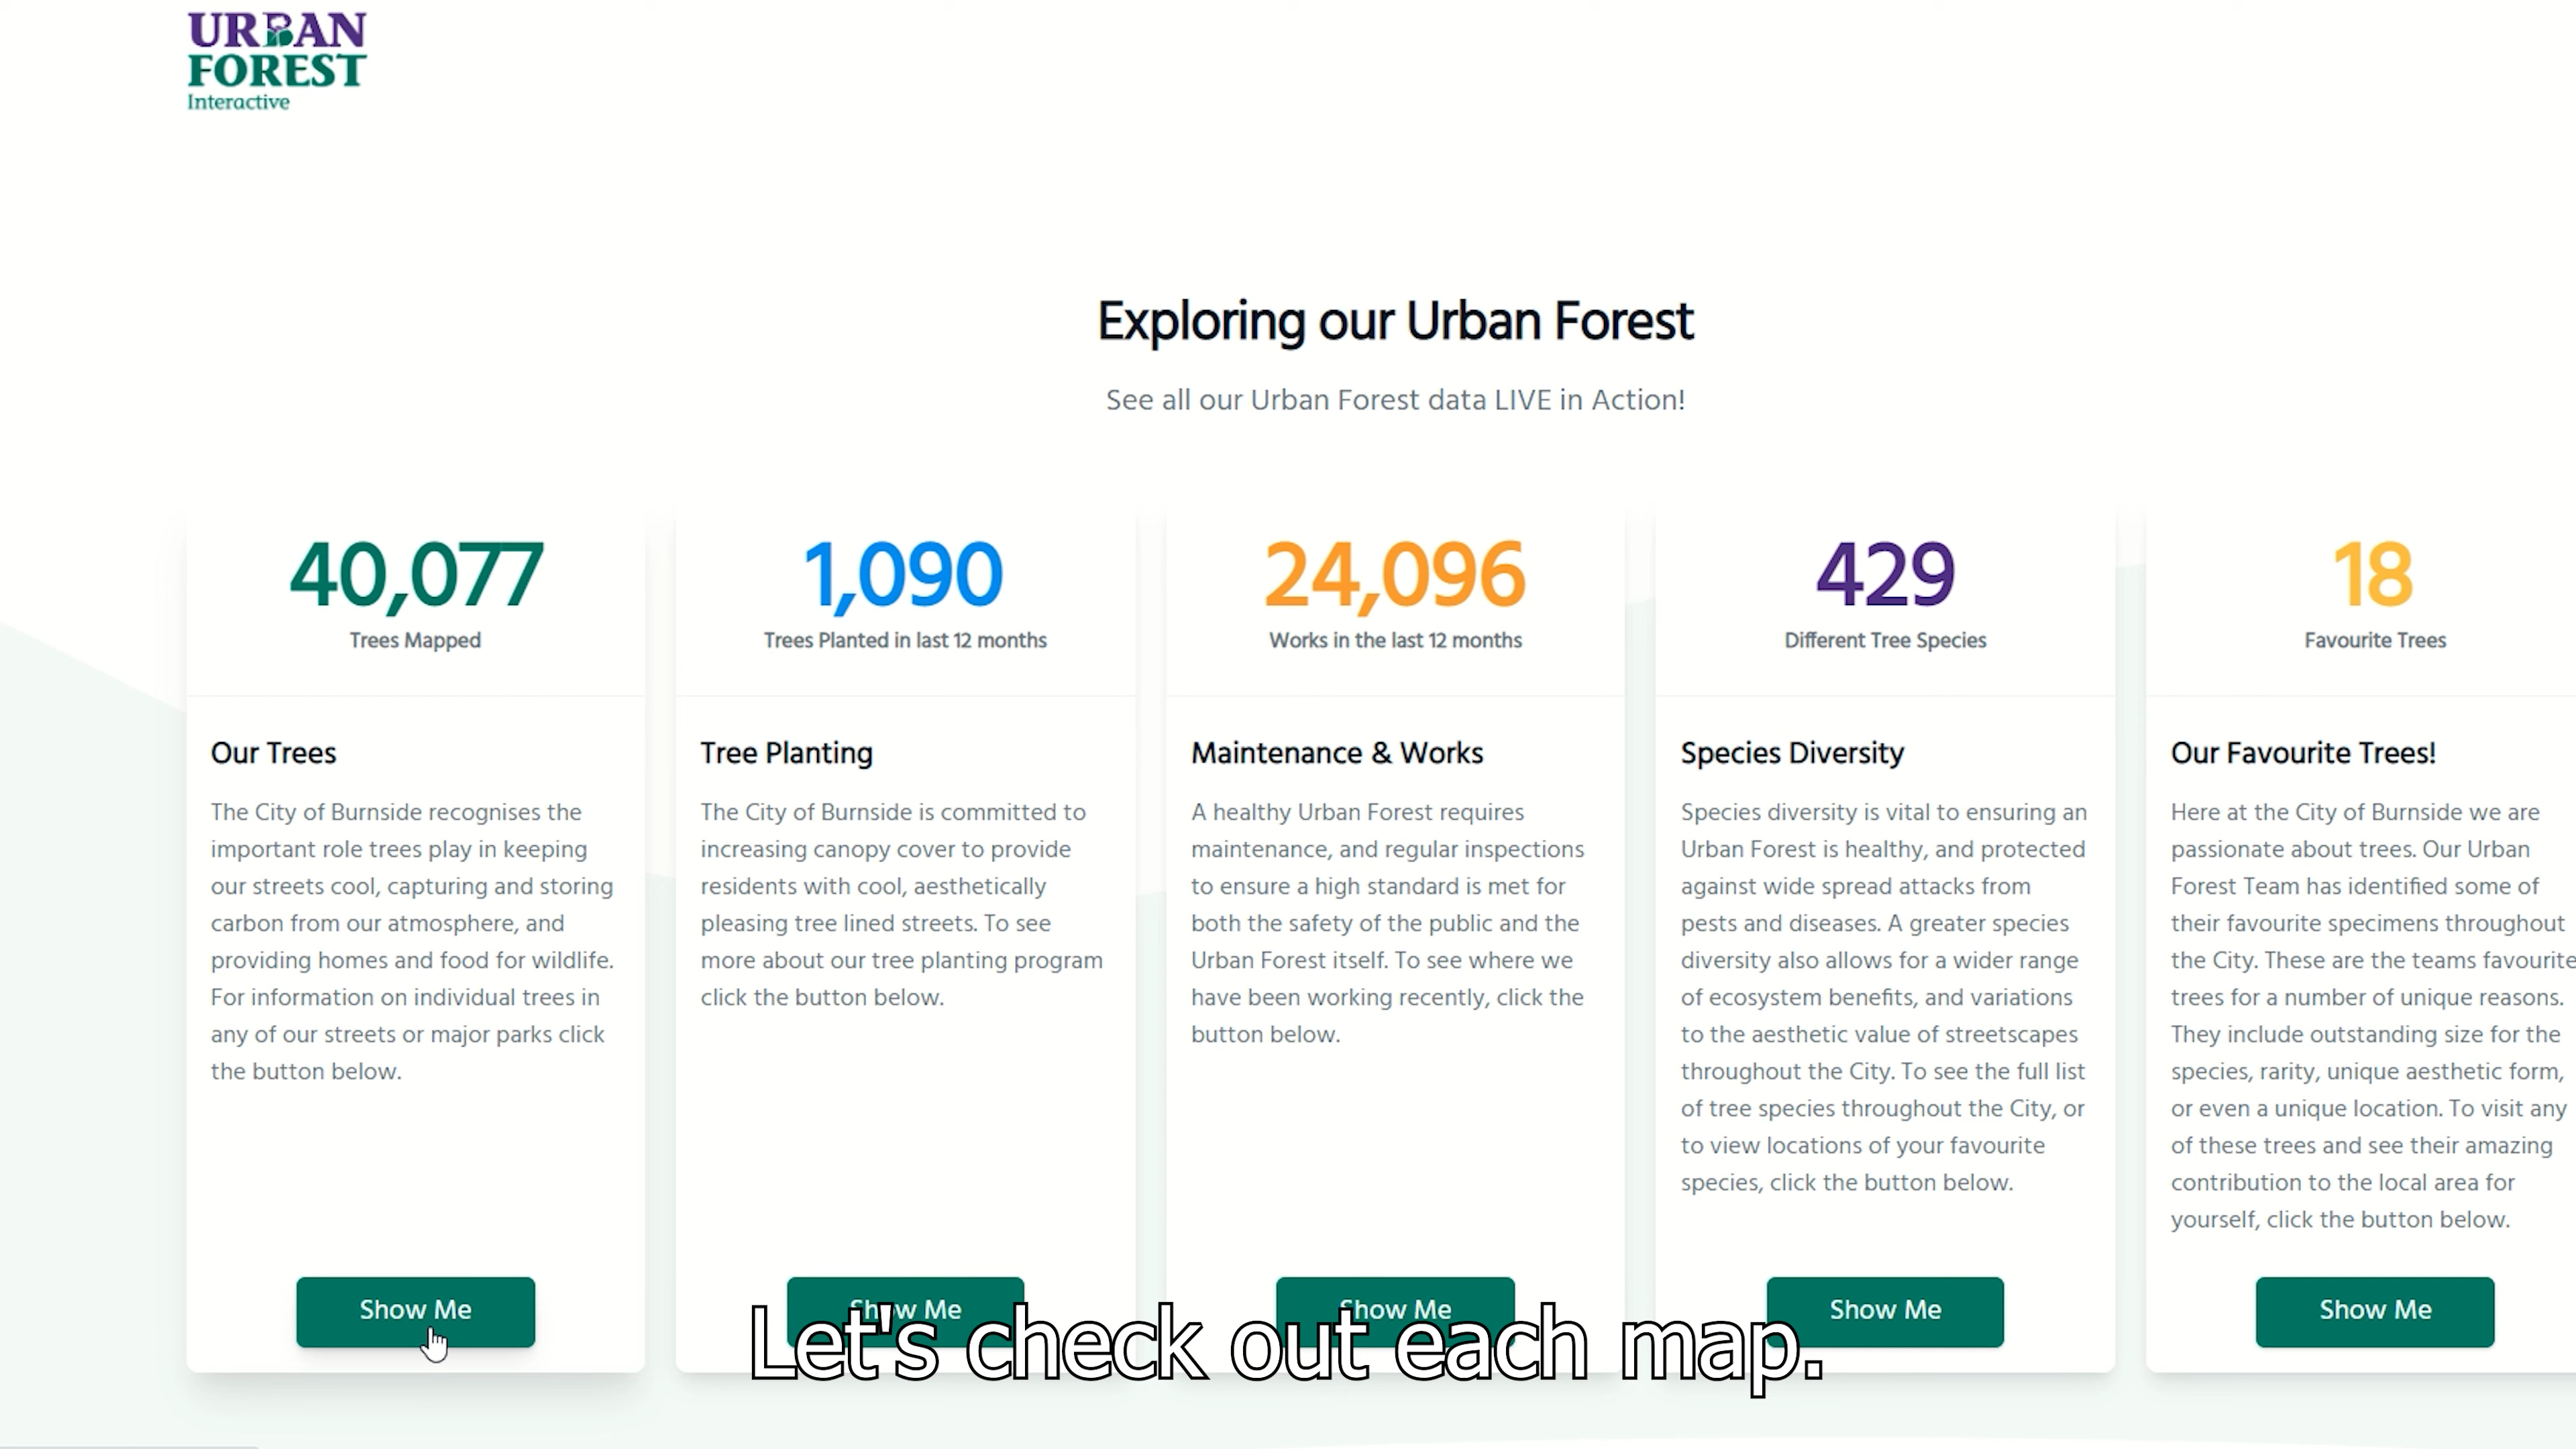 URBAN
FOREST
Interactive
Exploring our Urban Forest
See all our Urban Forest data LIVE in Action!
40,077
Trees Mapped
Our Trees
The City of Burnside recognises the
important role trees play in keeping
our streets cool, capturing and storing
carbon from our atmosphere, and
providing homes and food for wildlife.
For information on individual trees in
any of our streets or major parks click
the button below.
Show Me
1,090
Trees Planted in last 12 months
Tree Planting
The City of Burnside is committed to
increasing canopy cover to provide
residents with cool, aesthetically
pleasing tree lined streets. To see
more about our tree planting program
click the button below.
Show Me
24,096
Works in the last 12 months
Maintenance & Works
A healthy Urban Forest requires
maintenance, and regular inspections
to ensure a high standard is met for
both the safety of the public and the
Urban Forest itself. To see where we
have been working recently, click the
button below.
Show Me
429
Different Tree Species
Species Diversity
Species diversity is vital to ensuring an
Urban Forest is healthy, and protected
against wide spread attacks from
pests and diseases. A greater species
diversity also allows for a wider range
of ecosystem benefits, and variations
to the aesthetic value of streetscapes
throughout the City. To see the full list
of tree species throughout the City, or
to view locations of your favourite
species, click the button below.
Show Me
18
Favourite Trees
Our Favourite Trees!
Here at the City of Burnside we are
passionate about trees. Our Urban
Forest Team has identified some of
their favourite specimens throughout
the City. These are the teams favourite
trees for a number of unique reasons.
They include outstanding size for the
species, rarity, unique aesthetic form,
or even a unique location. To visit any
of these trees and see their amazing
contribution to the local area for
yourself, click the button below.
Show Me
Let's check out each map.